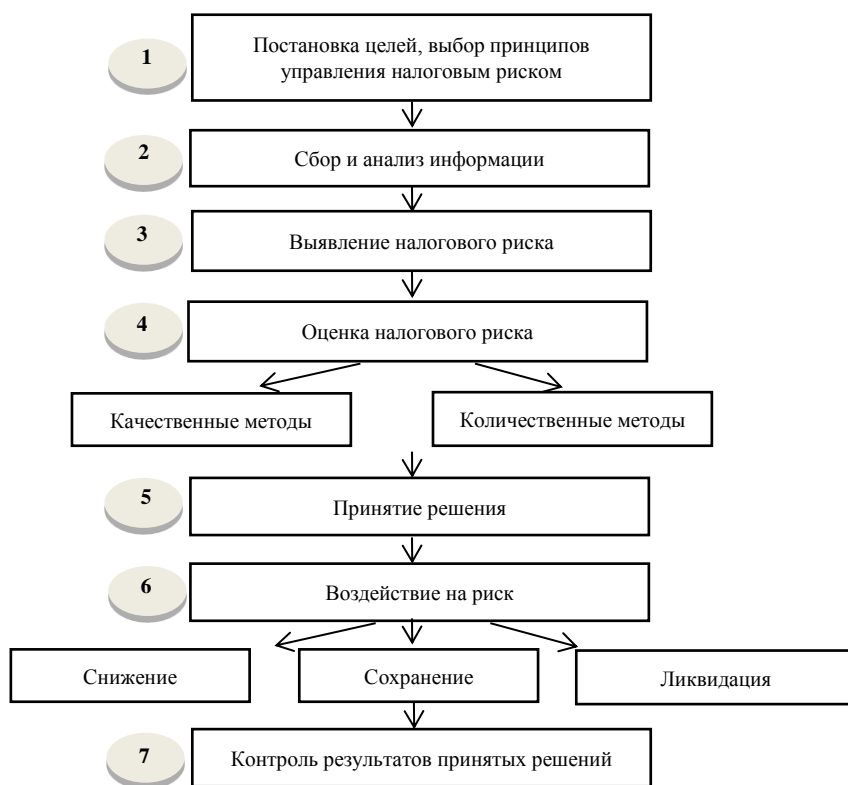 1
Постановка целей, выбор принципов
управления налоговым риском
2
Сбор и анализ информации
3
Выявление налогового риска
4
Оценка налогового риска
Качественные методы
Количественные методы
5
Принятие решения
6
Воздействие на риск
Снижение
Сохранение
Ликвидация
7
Контроль результатов принятых решений